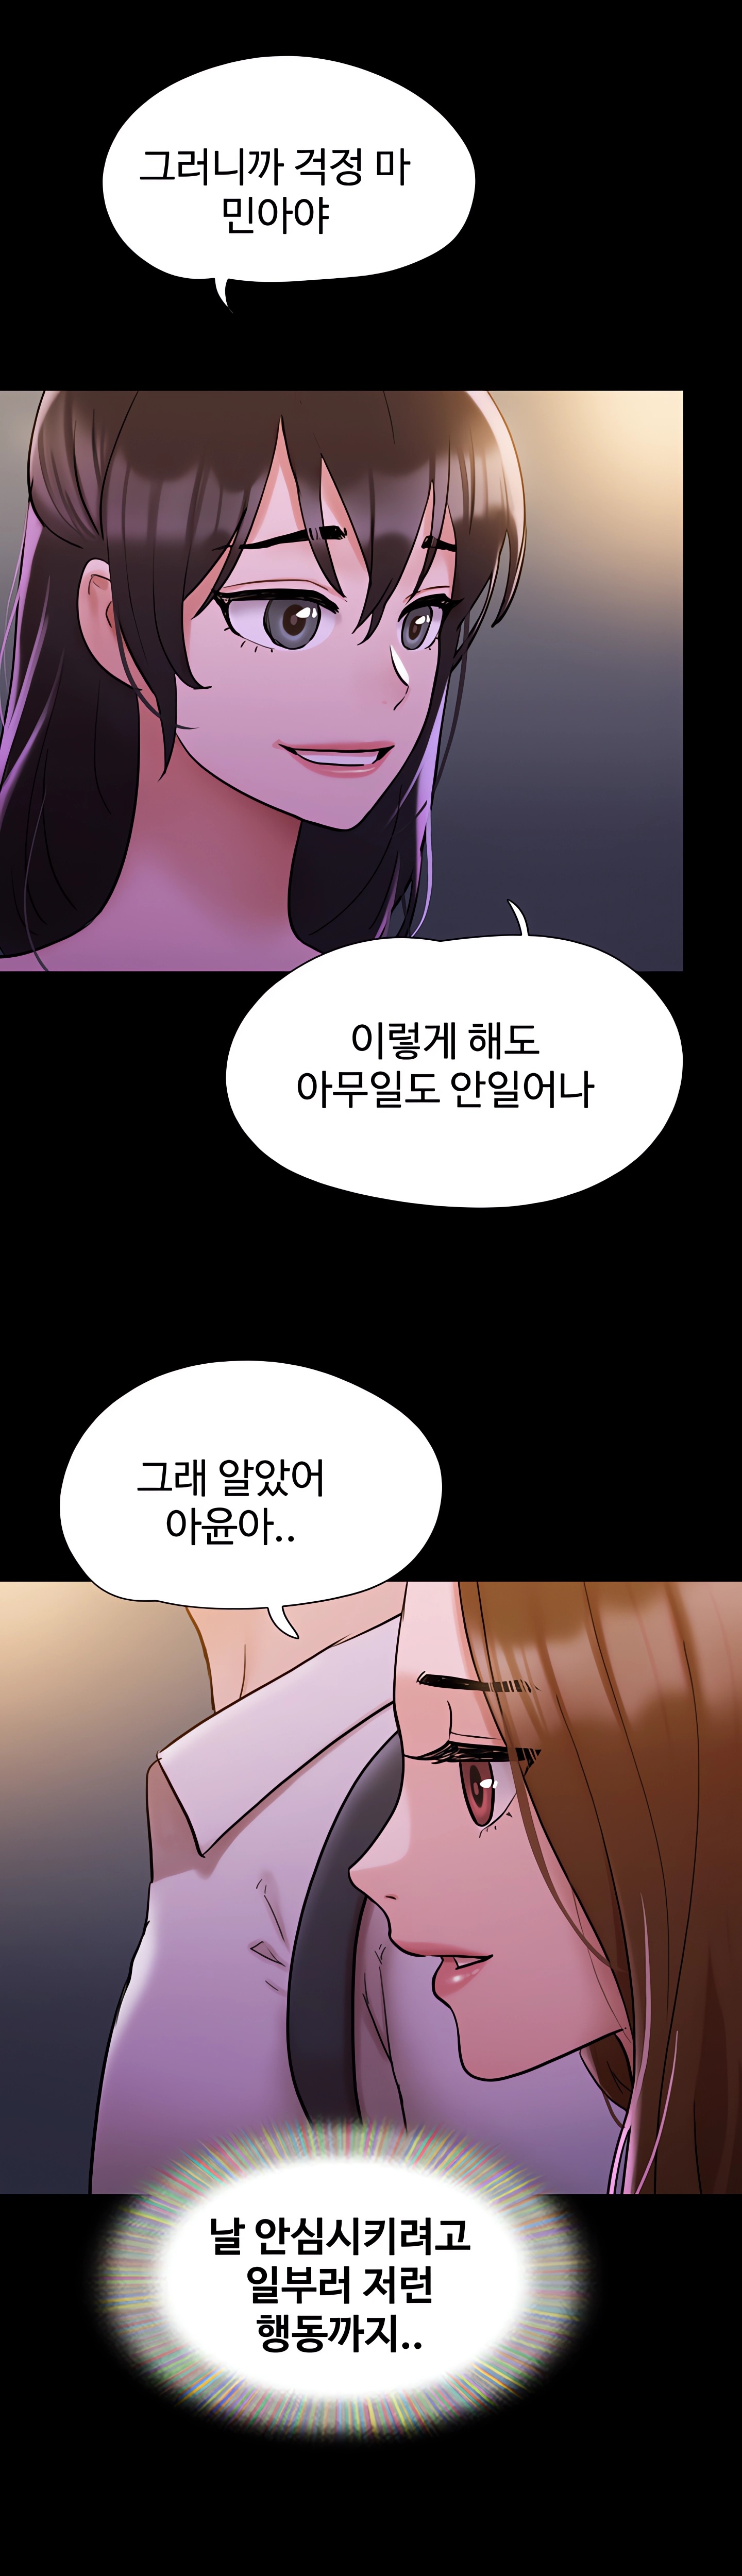 그러니까 걱정 마
민아야
이렇게 해도
아무일도 안일어나
그래 알았어
아윤아..
날 안심시키려고
일부러 저런
행동까지..